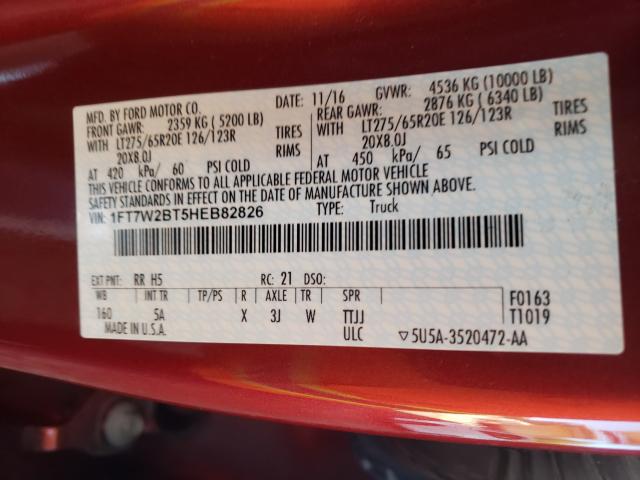 MFD. BY FORD MOTOR CO. DATE: 11/16 GVWR: 4536 KG (10000 LB)
FRONT GAWR: 2359 KG ( 5200 LB) REAR GAWR: 2876 KG ( 6340 LB)
WITH LT275/65R20E 126/123R TIRES WITH LT275/65R20E 126/123R TIRES
20X8.0J RIMS 20X8.0J RIMS
AT 420 kPa/ 60 PSI COLD AT 450 kPa/ 65 PSI COLD
THIS VEHICLE CONFORMS TO ALL APPLICABLE FEDERAL MOTOR VEHICLE
SAFETY STANDARDS IN EFFECT ON THE DATE OF MANUFACTURE SHOWN ABOVE.
VIN: 1FT7W2BT5HEB82826 TYPE: Truck
EXT PNT: RR H5 RC: 21 DSO:
WB INT TR TP/PS R AXLE TR SPR F0163
160 5A X 3J W TTJJ T1019
MADE IN U.S.A. ULC ▽5U5A-3520472-AA